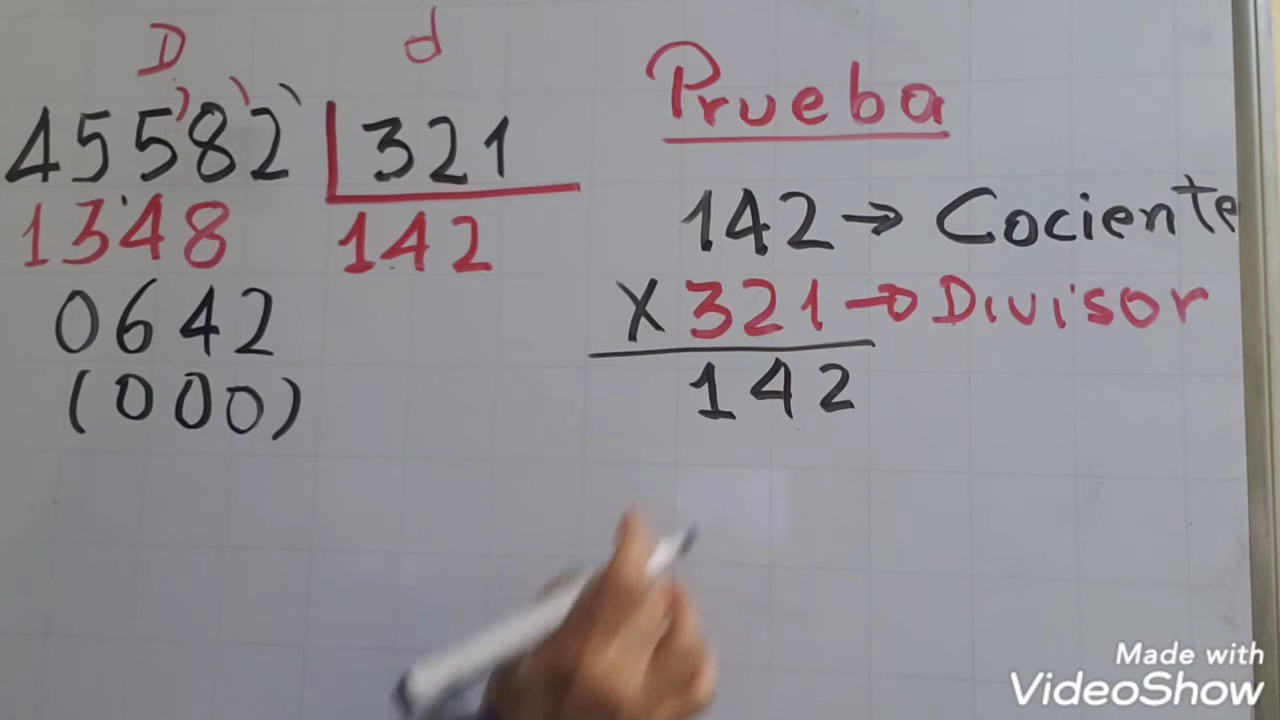 D d
45582 321
1348 142
0642
(000)
Prueba
142 → Cociente
X 321 → Divisor
142
Made with
VideoShow